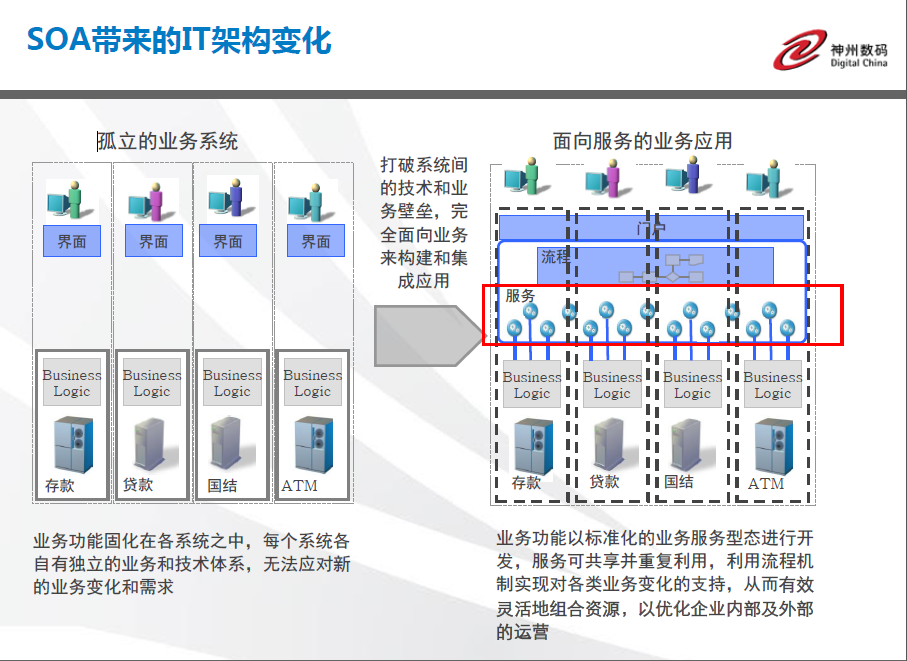 SOA带来的IT架构变化
神州数码
Digital China
孤立的业务系统
界面
界面
界面
界面
Business
Logic
Business
Logic
Business
Logic
Business
Logic
存款
贷款
国结
ATM
业务功能固化在各系统之中，每个系统各
自有独立的业务和技术体系，无法应对新
的业务变化和需求
打破系统间
的技术和业
务壁垒，完
全面向业务
来构建和集
成应用
面向服务的业务应用
门户
流程
服务
Business
Logic
Business
Logic
Business
Logic
Business
Logic
存款
贷款
国结
ATM
业务功能以标准化的业务服务型态进行开
发，服务可共享并重复利用，利用流程机
制实现对各类业务变化的支持，从而有效
灵活地组合资源，以优化企业内部及外部
的运营